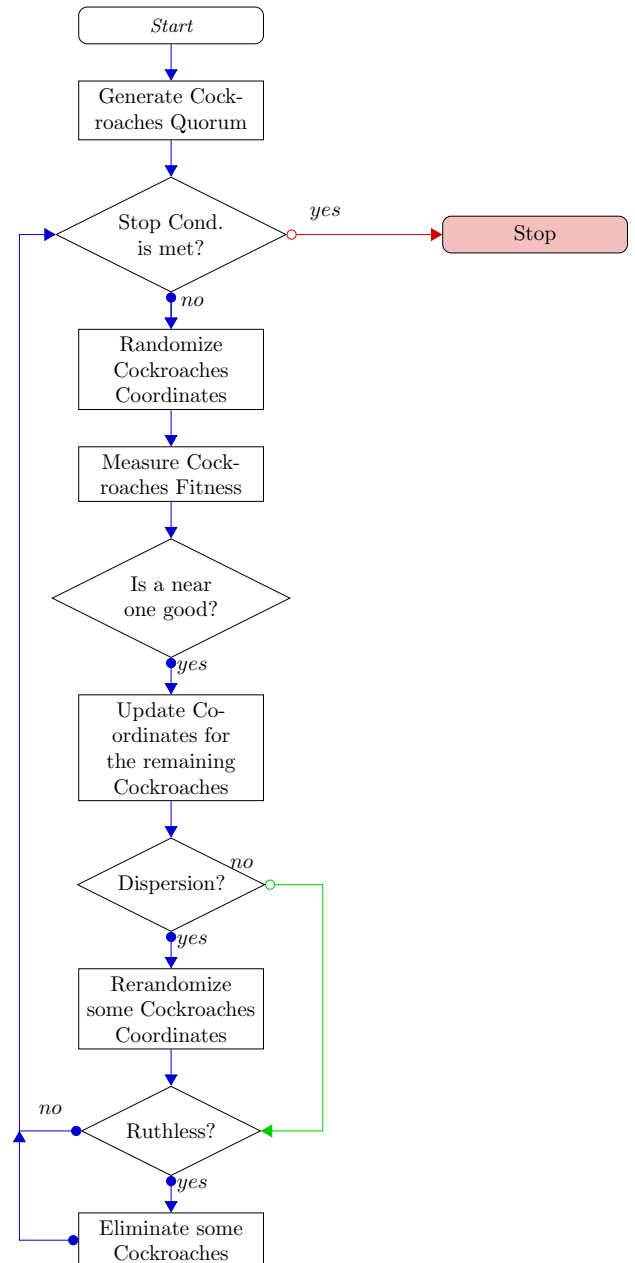 Start
Generate Cock-
roaches Quorum
Stop Cond.
is met?
yes
Stop
no
Randomize
Cockroaches
Coordinates
Measure Cock-
roaches Fitness
Is a near
one good?
yes
Update Co-
ordinates for
the remaining
Cockroaches
no
Dispersion?
yes
Rerandomize
some Cockroaches
Coordinates
no
Ruthless?
yes
Eliminate some
Cockroaches